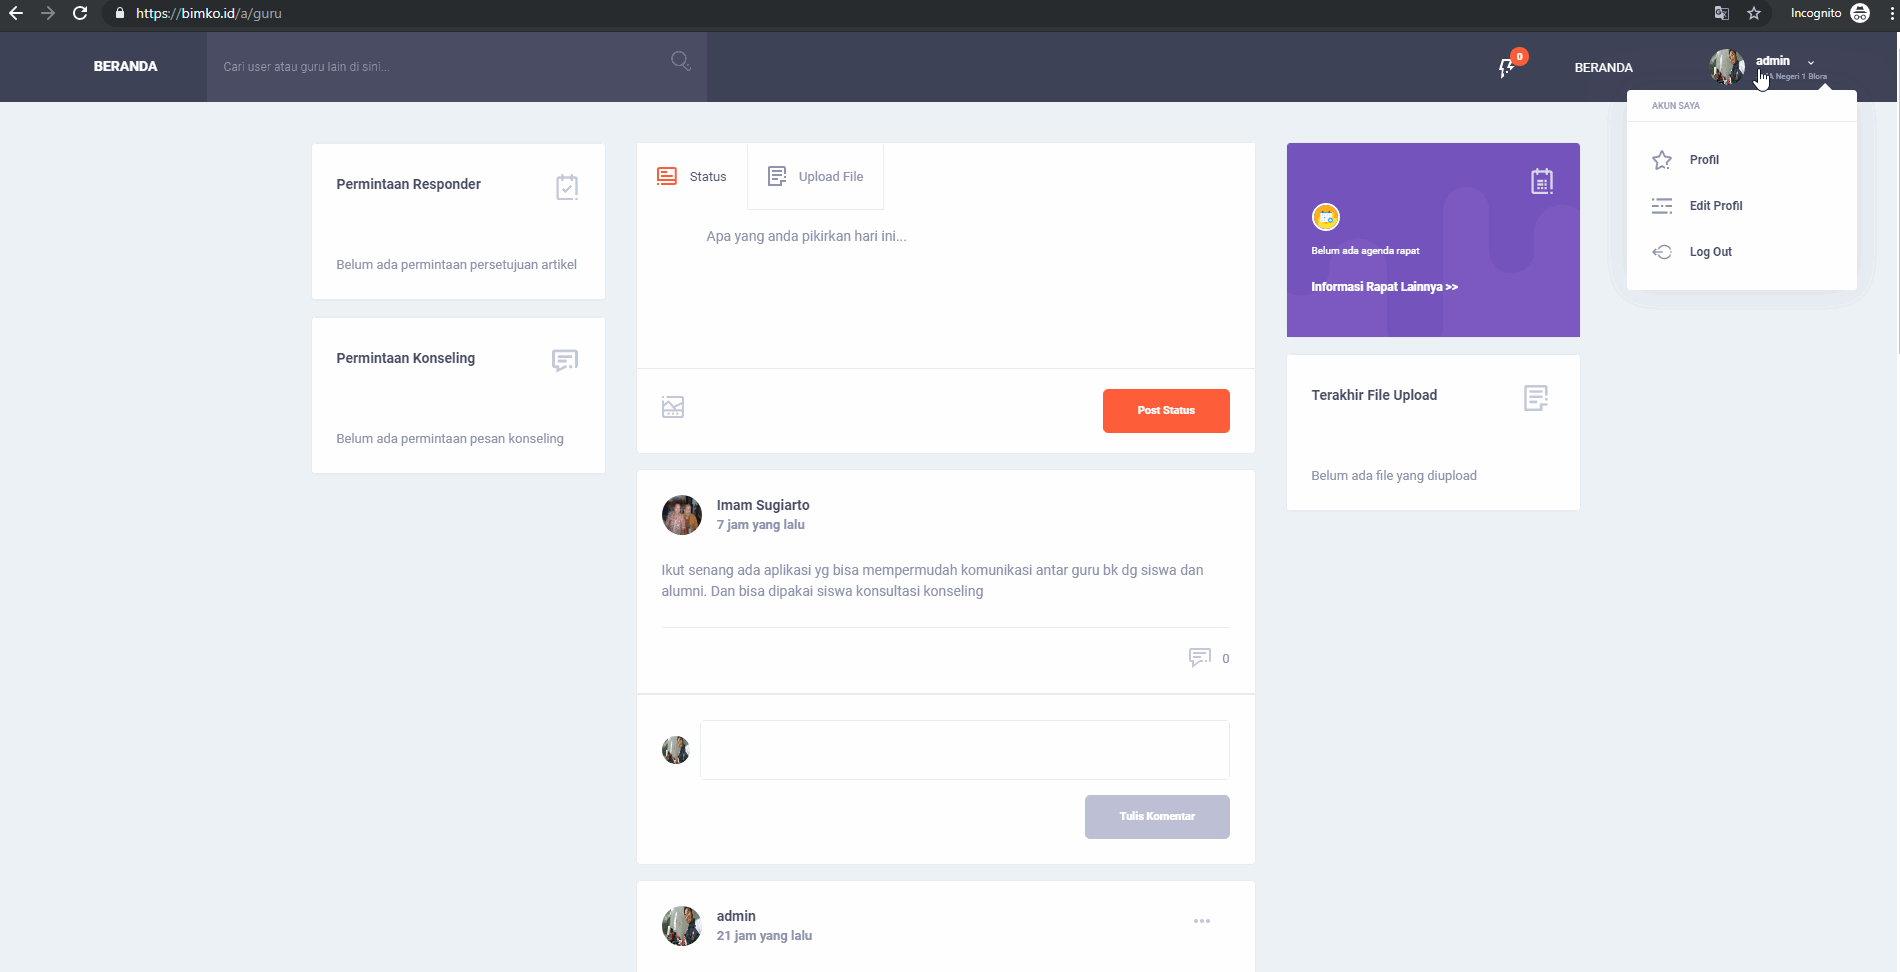 https://bimko.id/a/guru
Incognito
BERANDA
Cari user atau guru lain di sini...
0
BERANDA
admin
Negeri 1 Blora
AKUN SAYA
Profil
Edit Profil
Log Out
Permintaan Responder
Belum ada permintaan persetujuan artikel
Permintaan Konseling
Belum ada permintaan pesan konseling
Status
Upload File
Apa yang anda pikirkan hari ini...
Post Status
Imam Sugiarto
7 jam yang lalu
Ikut senang ada aplikasi yg bisa mempermudah komunikasi antar guru bk dg siswa dan
alumni. Dan bisa dipakai siswa konsultasi konseling
0
Tulis Komentar
admin
21 jam yang lalu
Belum ada agenda rapat
Informasi Rapat Lainnya >>
Terakhir File Upload
Belum ada file yang diupload